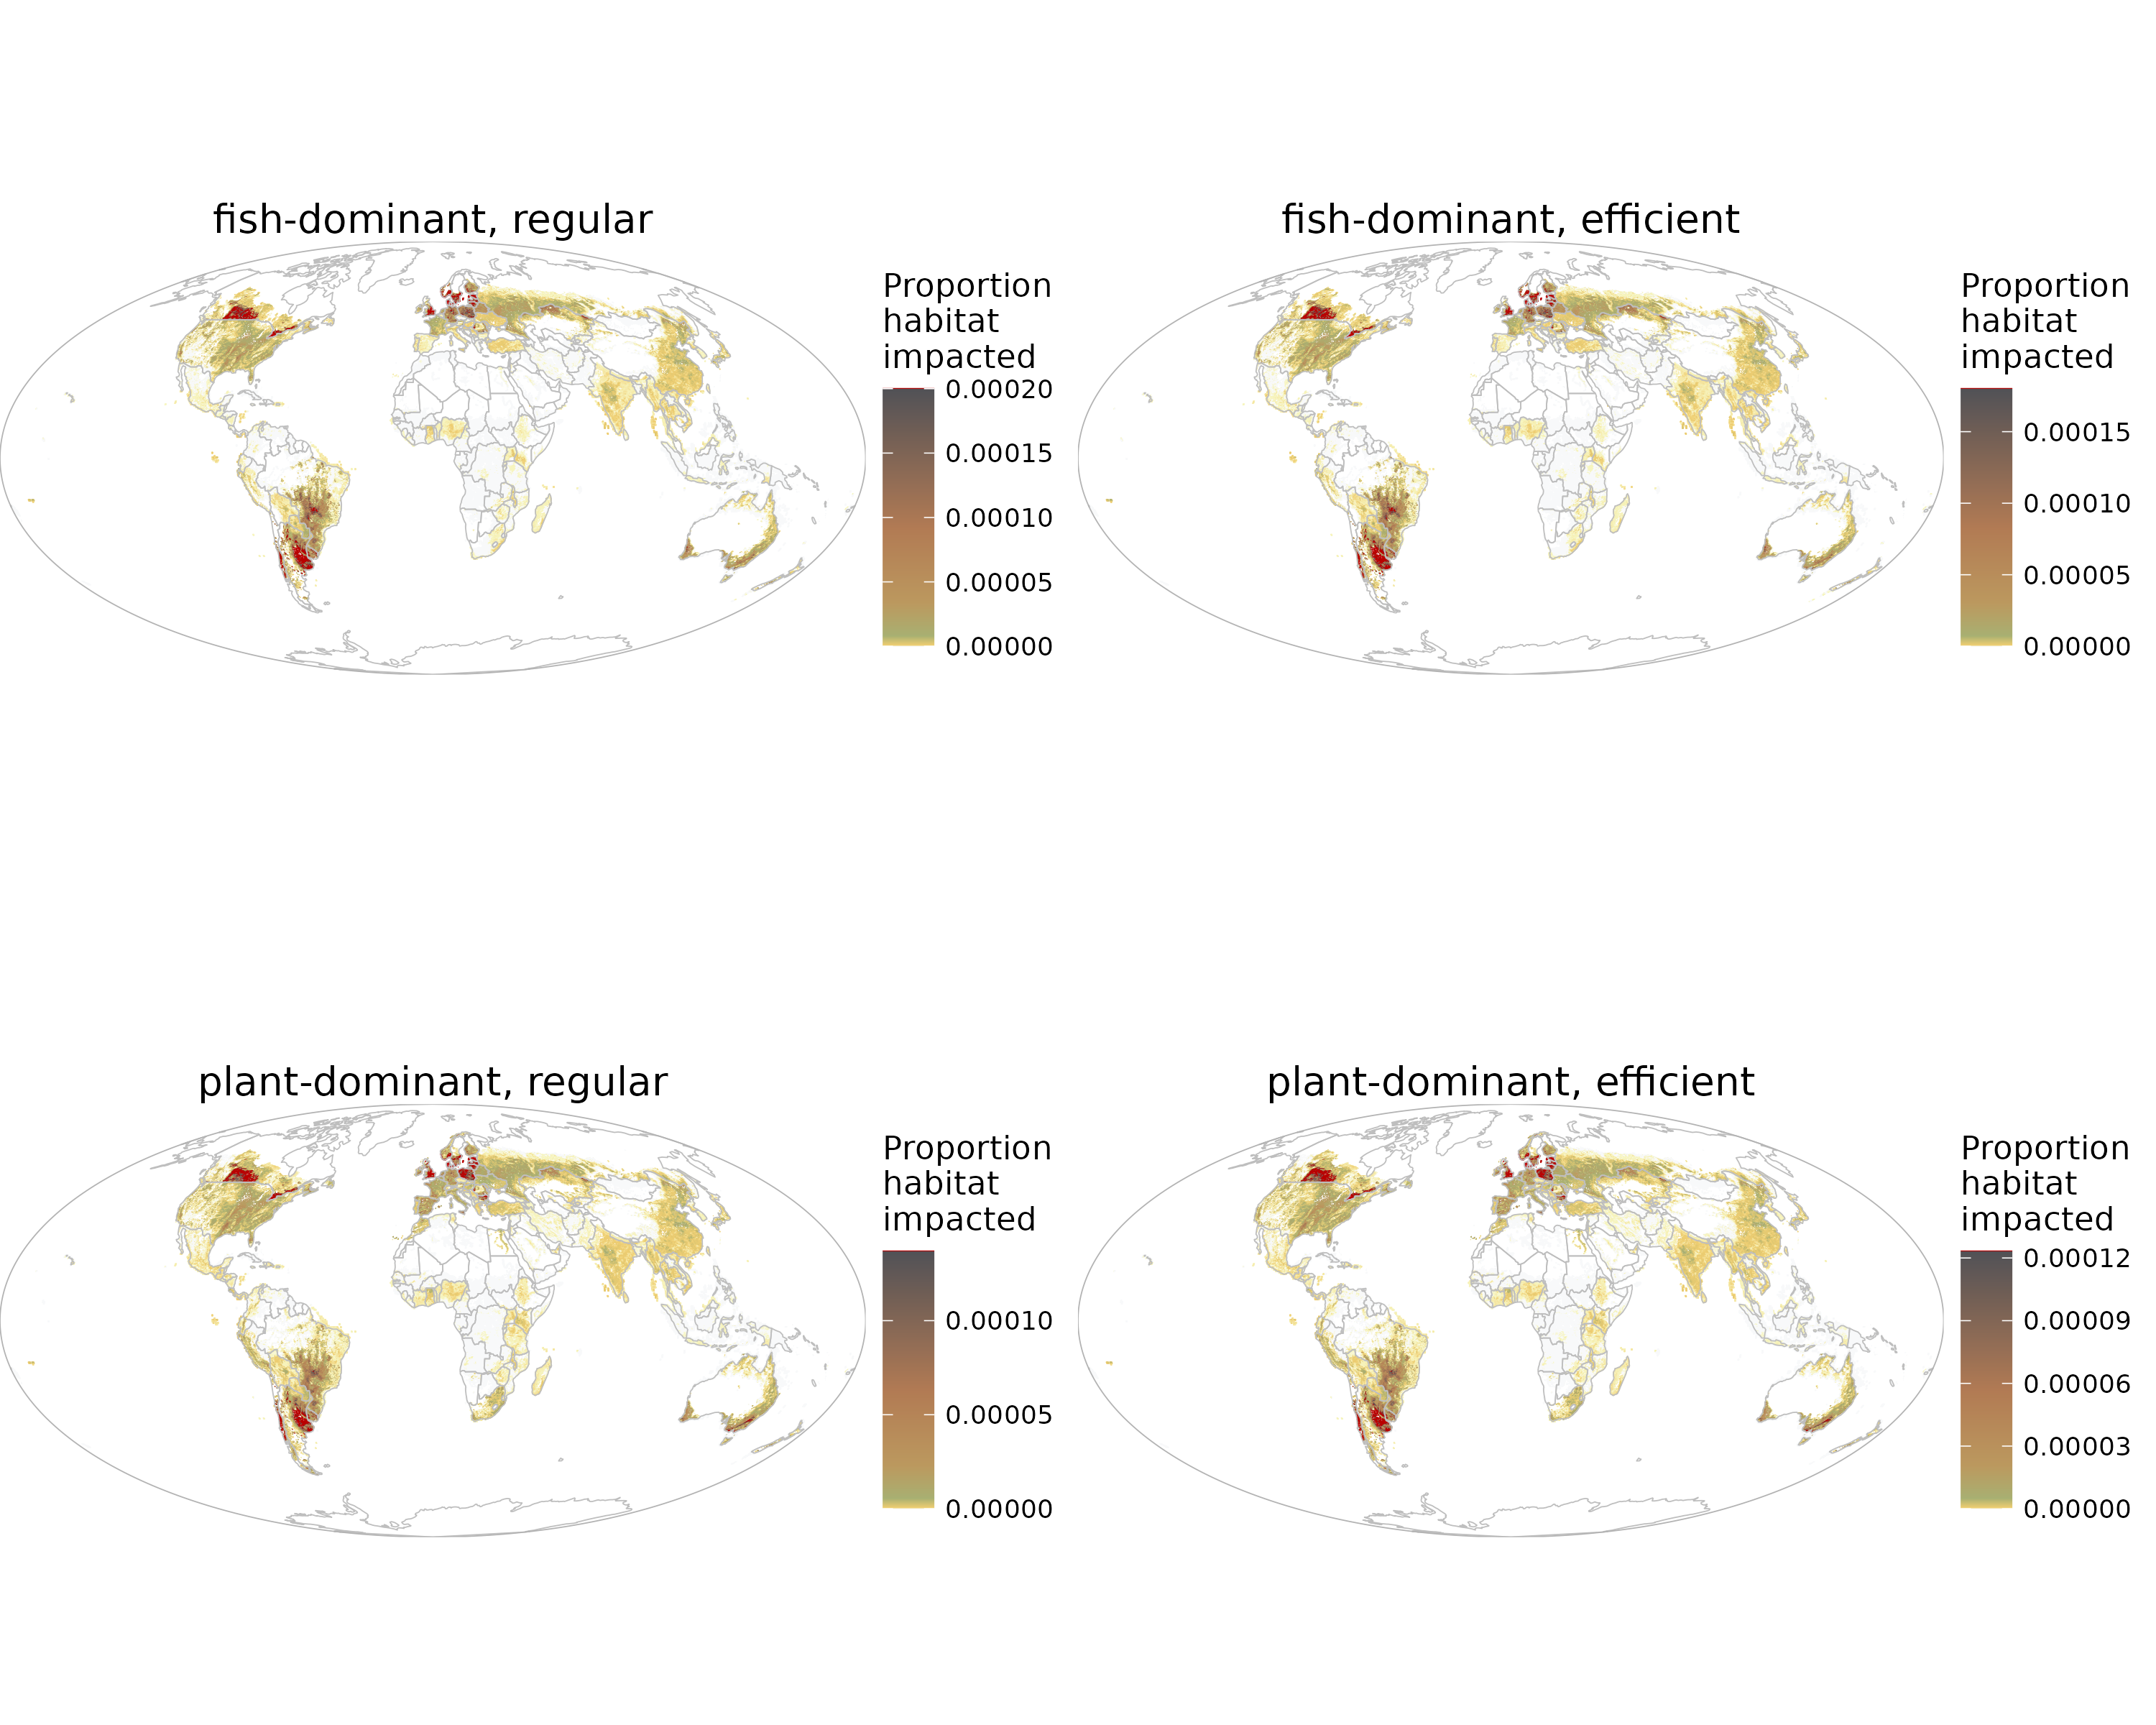 fish-dominant, regular
Proportion
habitat
impacted
0.00020
0.00015
0.00010
0.00005
0.00000
fish-dominant, efficient
Proportion
habitat
impacted
0.00015
0.00010
0.00005
0.00000
plant-dominant, regular
Proportion
habitat
impacted
0.00010
0.00005
0.00000
plant-dominant, efficient
Proportion
habitat
impacted
0.00012
0.00009
0.00006
0.00003
0.00000